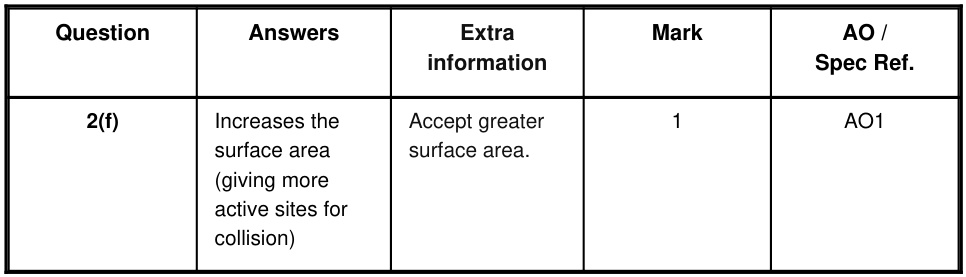 Question Answers Extra information Mark AO / Spec Ref.
2(f) Increases the
surface area
(giving more
active sites for
collision)
Accept greater
surface area.
1
AO1